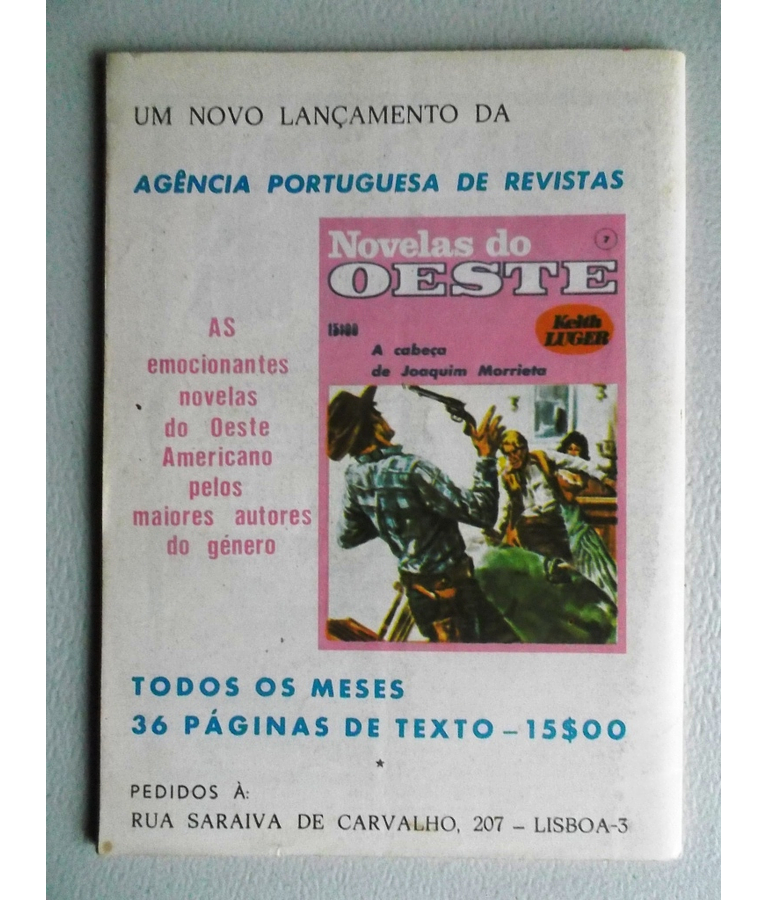 UM NOVO LANÇAMENTO DA
AGÊNCIA PORTUGUESA DE REVISTAS
AS
emocionantes
novelas
do Oeste
Americano
pelos
maiores autores
do género
Novelas do
7
OESTE
15$00
Keith
LUGER
A cabeça
de Joaquim Morrieta
TODOS OS MESES
36 PÁGINAS DE TEXTO – 15$00
*
PEDIDOS À:
RUA SARAIVA DE CARVALHO, 207 – LISBOA-3